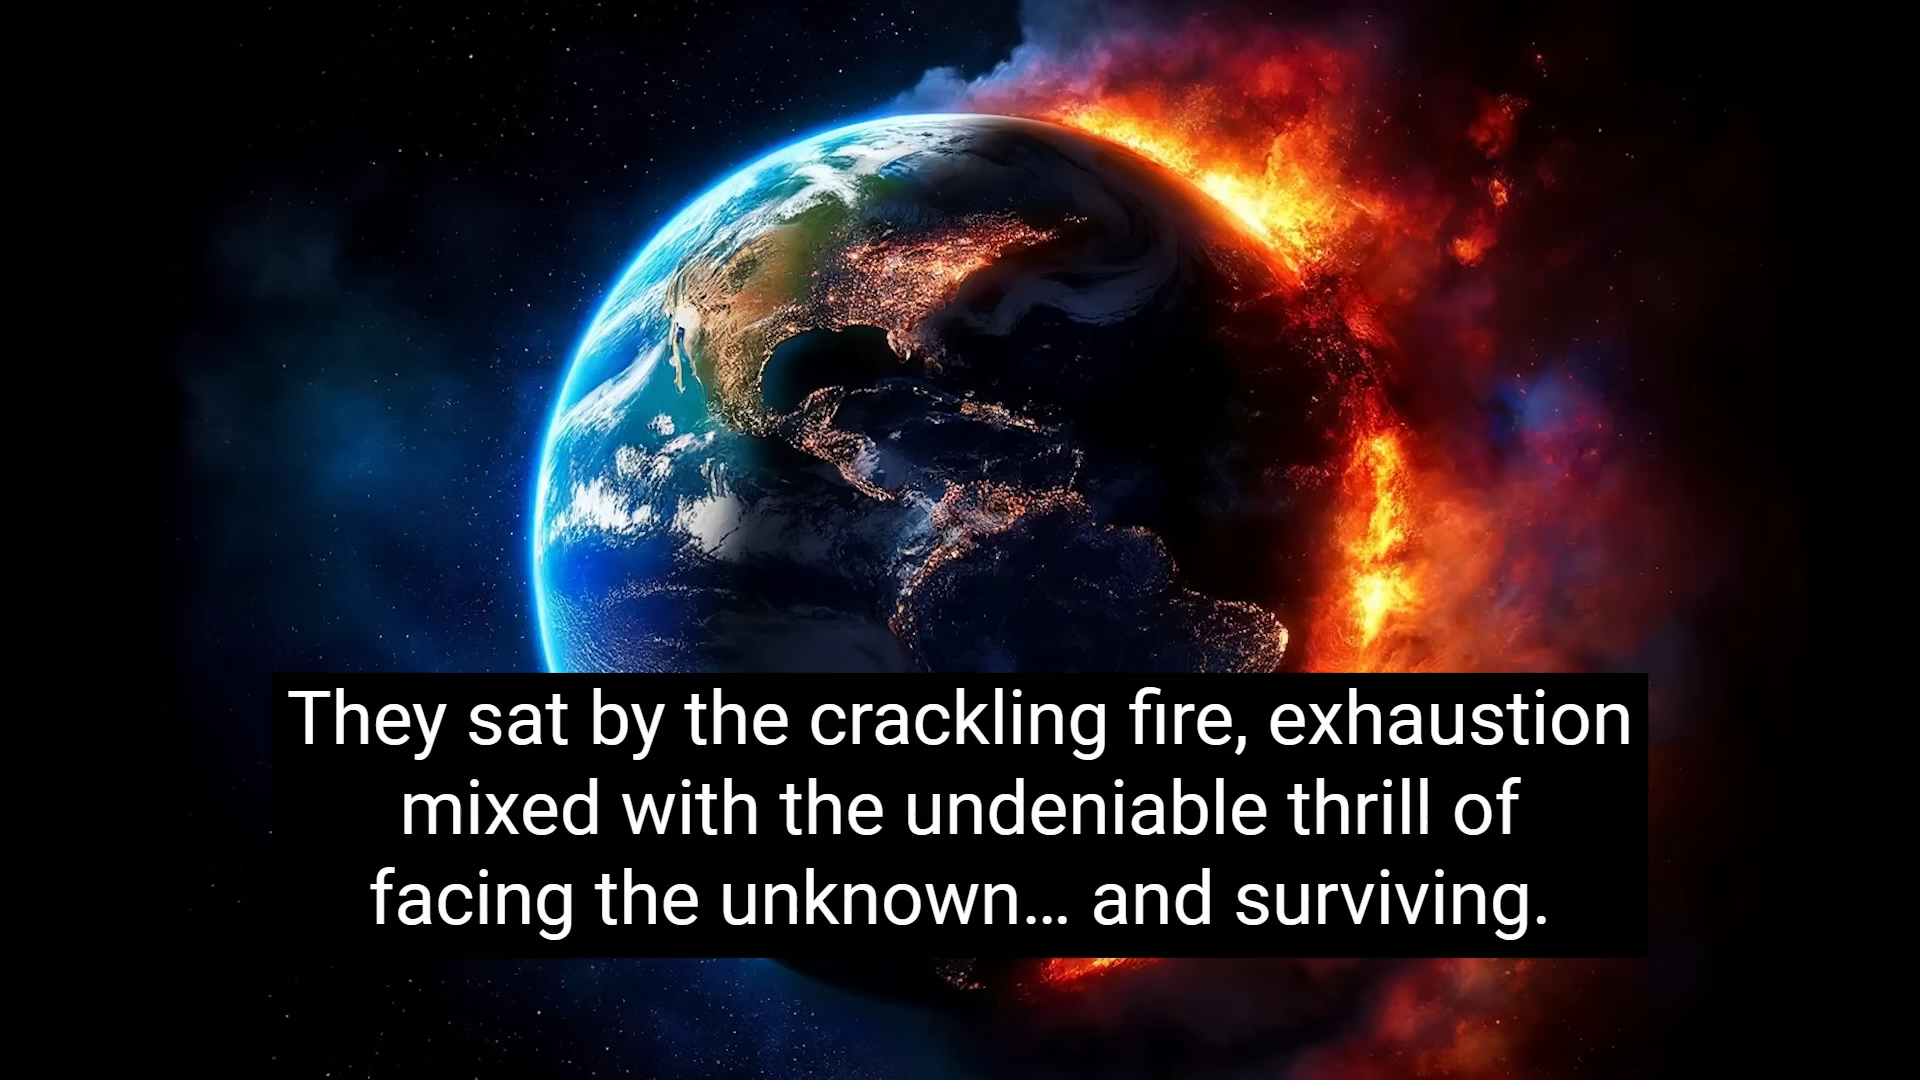 They sat by the crackling fire, exhaustion
mixed with the undeniable thrill of
facing the unknown... and surviving.